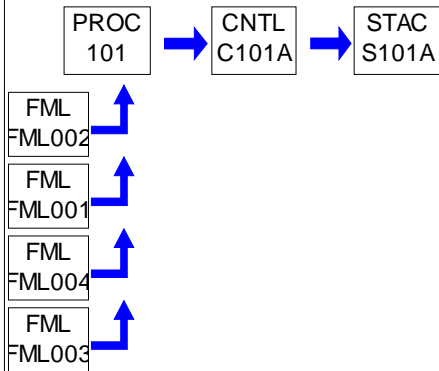 PROC
101
CNTL
C101A
STAC
S101A
FML
FML002
FML
FML001
FML
FML004
FML
FML003